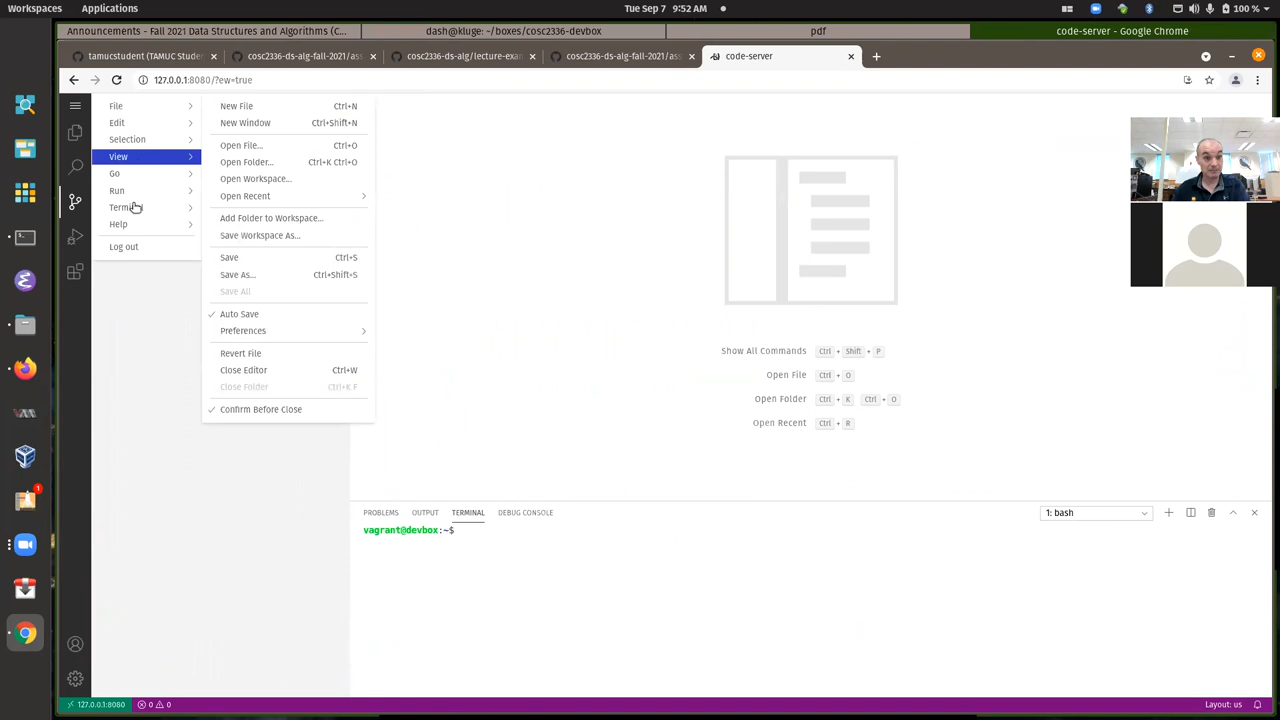 Workspaces
Applications
Tue Sep 7 9:52 AM
100 %
Announcements - Fall 2021 Data Structures and Algorithms (C...
dash@kluge: ~/boxes/cosc2336-devbox
pdf
code-server - Google Chrome
tamucstudent (TAMUC Stude
cosc2336-ds-alg-fall-2021/ass
cosc2336-ds-alg/lecture-exam
cosc2336-ds-alg-fall-2021/ass
code-server
127.0.0.1:8080/?ew=true
File
Edit
Selection
View
Go
Run
Terminal
Help
Log out
New File Ctrl+N
New Window Ctrl+Shift+N
Open File... Ctrl+O
Open Folder... Ctrl+K Ctrl+O
Open Workspace...
Open Recent
Add Folder to Workspace...
Save Workspace As...
Save Ctrl+S
Save As... Ctrl+Shift+S
Save All
Auto Save
Preferences
Revert File
Close Editor Ctrl+W
Close Folder Ctrl+K F
Confirm Before Close
Show All Commands Ctrl + Shift + P
Open File Ctrl + O
Open Folder Ctrl + K Ctrl + O
Open Recent Ctrl + R
PROBLEMS OUTPUT TERMINAL DEBUG CONSOLE
1: bash
vagrant@devbox:~$
1
127.0.0.1:8080
0 0
Layout: us